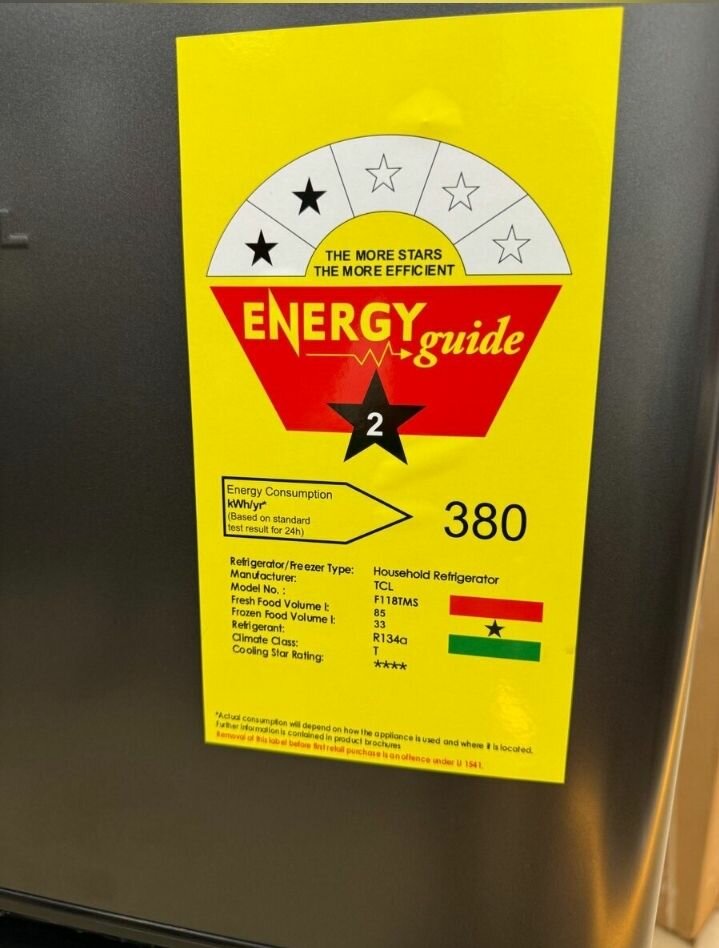 THE MORE STARS
THE MORE EFFICIENT
ENERGY guide
2
Energy Consumption
kWh/yr*
(Based on standard
test result for 24h)
380
Refrigerator/Freezer Type: Household Refrigerator
Manufacturer: TCL
Model No. : F118TMS
Fresh Food Volume l: 85
Frozen Food Volume l: 33
Refrigerant: R134a
Climate Class: T
Cooling Star Rating: ****
*Actual consumption will depend on how the appliance is used and where it is located.
Further information is contained in product brochures
Removal of this label before first retail purchase is an offence under LI 1541.